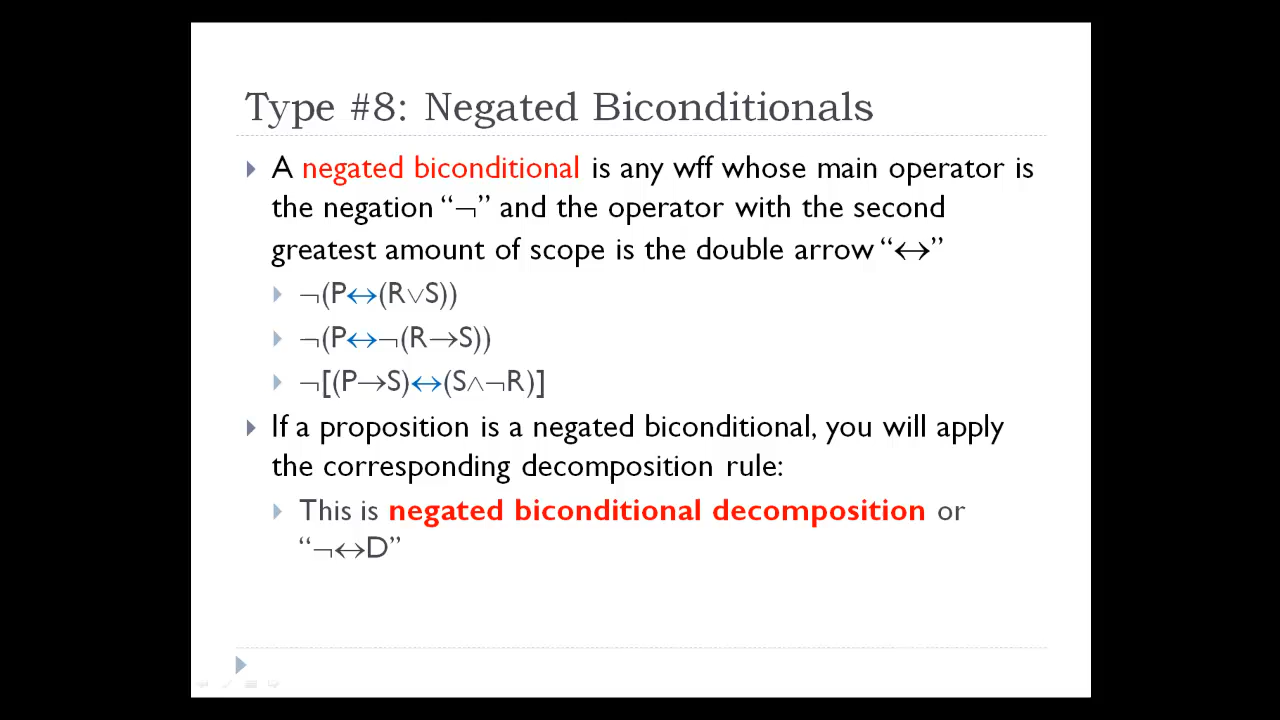 Type #8: Negated Biconditionals
A negated biconditional is any wff whose main operator is
the negation “¬” and the operator with the second
greatest amount of scope is the double arrow “↔”
¬(P↔(R∨S))
¬(P↔¬(R→S))
¬[(P→S)↔(S∧¬R)]
If a proposition is a negated biconditional, you will apply
the corresponding decomposition rule:
This is negated biconditional decomposition or
“¬↔D”